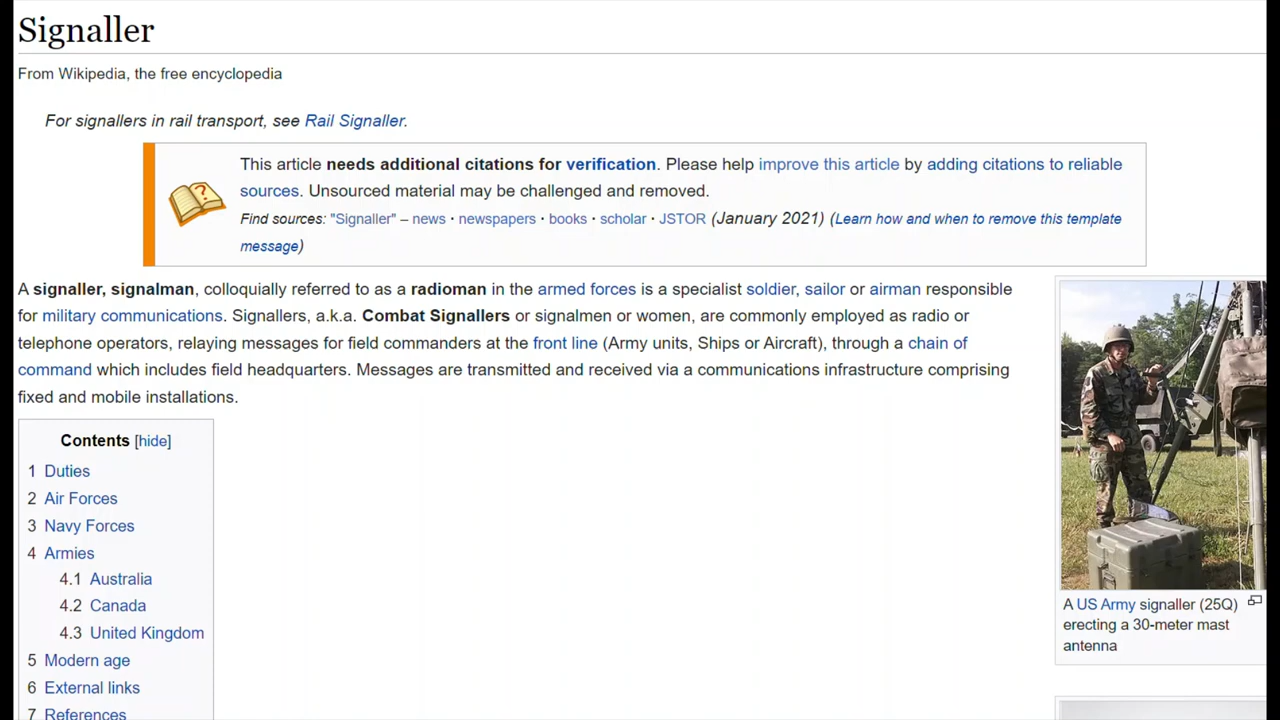 Signaller
From Wikipedia, the free encyclopedia
For signallers in rail transport, see Rail Signaller.
This article needs additional citations for verification. Please help improve this article by adding citations to reliable
sources. Unsourced material may be challenged and removed.
Find sources: "Signaller" – news · newspapers · books · scholar · JSTOR (January 2021) (Learn how and when to remove this template
message)
A signaller, signalman, colloquially referred to as a radioman in the armed forces is a specialist soldier, sailor or airman responsible
for military communications. Signallers, a.k.a. Combat Signallers or signalmen or women, are commonly employed as radio or
telephone operators, relaying messages for field commanders at the front line (Army units, Ships or Aircraft), through a chain of
command which includes field headquarters. Messages are transmitted and received via a communications infrastructure comprising
fixed and mobile installations.
Contents [hide]
1 Duties
2 Air Forces
3 Navy Forces
4 Armies
4.1 Australia
4.2 Canada
4.3 United Kingdom
5 Modern age
6 External links
7 References
A US Army signaller (25Q)
erecting a 30-meter mast
antenna